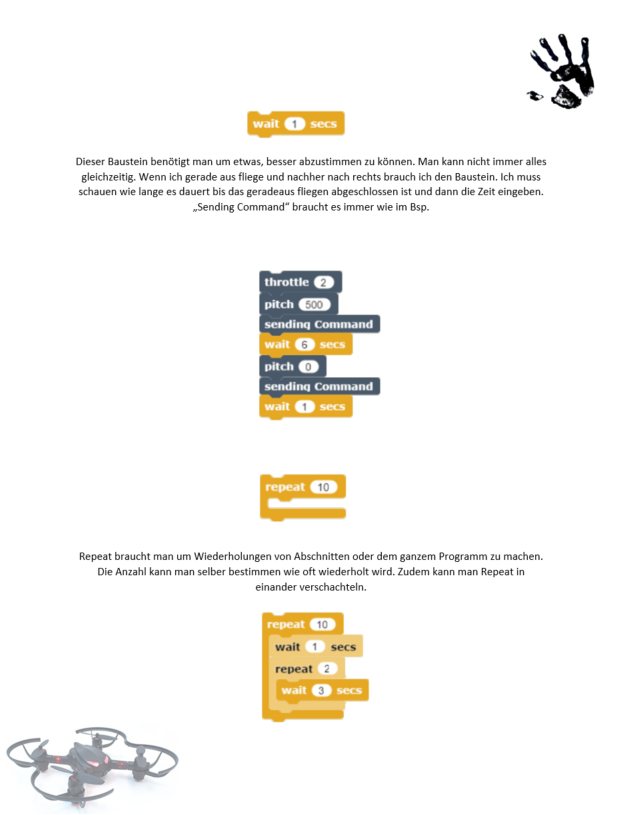 wait 1 secs
Dieser Baustein benötigt man um etwas, besser abzustimmen zu können. Man kann nicht immer alles
gleichzeitig. Wenn ich gerade aus fliege und nachher nach rechts brauch ich den Baustein. Ich muss
schauen wie lange es dauert bis das geradeaus fliegen abgeschlossen ist und dann die Zeit eingeben.
„Sending Command“ braucht es immer wie im Bsp.
throttle 2
pitch 500
sending Command
wait 6 secs
pitch 0
sending Command
wait 1 secs
repeat 10
Repeat braucht man um Wiederholungen von Abschnitten oder dem ganzem Programm zu machen.
Die Anzahl kann man selber bestimmen wie oft wiederholt wird. Zudem kann man Repeat in
einander verschachteln.
repeat 10
wait 1 secs
repeat 2
wait 3 secs